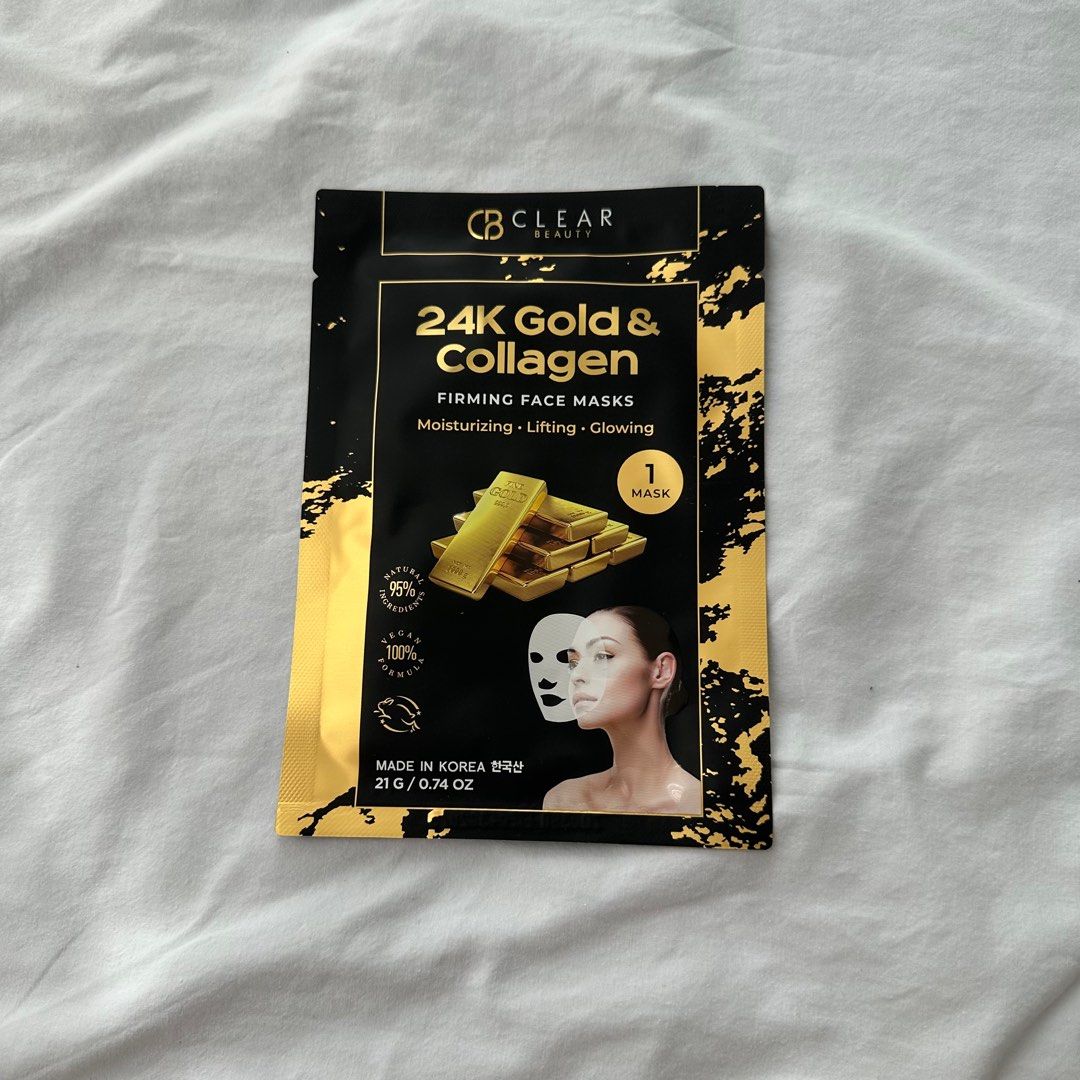 CB CLEAR
BEAUTY
24K Gold &
Collagen
FIRMING FACE MASKS
Moisturizing • Lifting • Glowing
1
MASK
GOLD
NATURAL
95%
INGREDIENTS
VEGAN
100%
FORMULA
MADE IN KOREA 한국산
21 G / 0.74 OZ